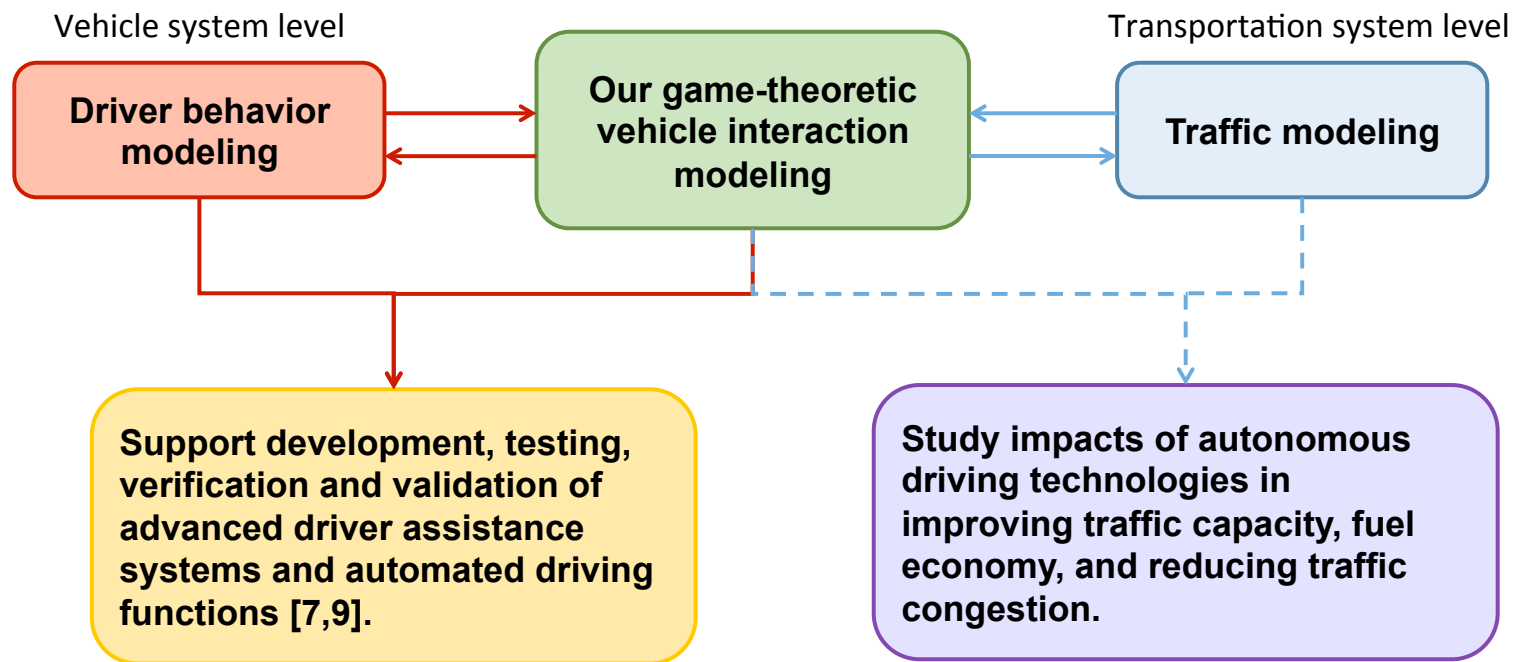 Vehicle system level
Transportation system level
Driver behavior
modeling
Our game-theoretic
vehicle interaction
modeling
Traffic modeling
Support development, testing,
verification and validation of
advanced driver assistance
systems and automated driving
functions [7,9].
Study impacts of autonomous
driving technologies in
improving traffic capacity, fuel
economy, and reducing traffic
congestion.